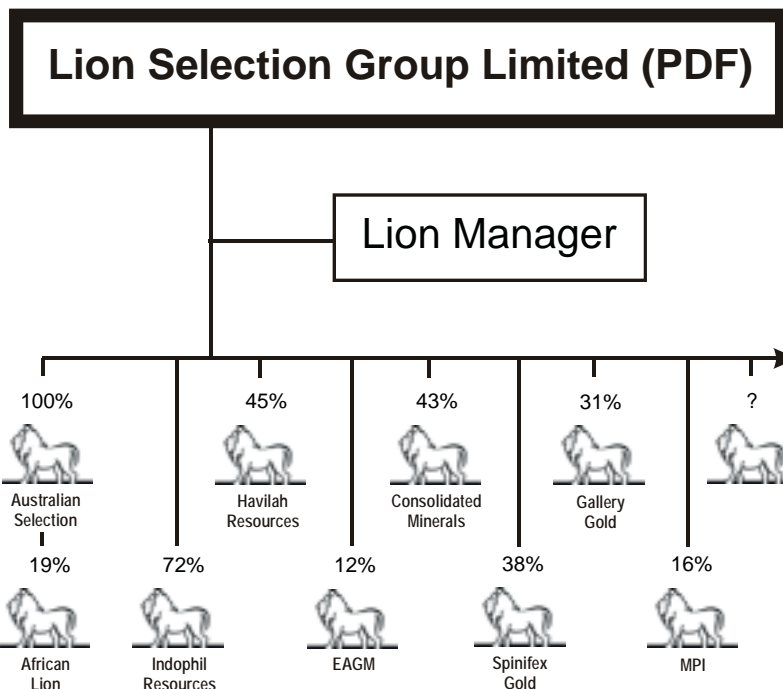 Lion Selection Group Limited (PDF)
Lion Manager
100%
Australian
Selection
45%
Havilah
Resources
43%
Consolidated
Minerals
31%
Gallery
Gold
?
19%
African
Lion
72%
Indophil
Resources
12%
EAGM
38%
Spinifex
Gold
16%
MPI